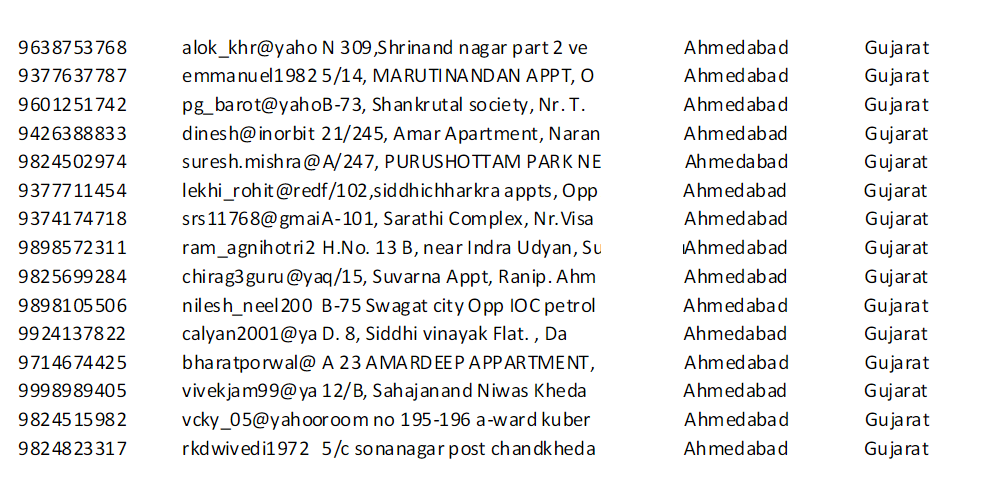 9638753768 alok_khr@yaho N 309,Shrinand nagar part 2 ve Ahmedabad Gujarat
9377637787 emmanuel1982 5/14, MARUTINANDAN APPT, O Ahmedabad Gujarat
9601251742 pg_barot@yahoB-73, Shankrutal society, Nr. T. Ahmedabad Gujarat
9426388833 dinesh@inorbit 21/245, Amar Apartment, Naran Ahmedabad Gujarat
9824502974 suresh.mishra@A/247, PURUSHOTTAM PARK NE Ahmedabad Gujarat
9377711454 lekhi_rohit@redf/102,siddhichharkra appts, Opp Ahmedabad Gujarat
9374174718 srs11768@gmaiA-101, Sarathi Complex, Nr.Visa Ahmedabad Gujarat
9898572311 ram_agnihotri2 H.No. 13 B, near Indra Udyan, Su Ahmedabad Gujarat
9825699284 chirag3guru@yaq/15, Suvarna Appt, Ranip. Ahm Ahmedabad Gujarat
9898105506 nilesh_neel200 B-75 Swagat city Opp IOC petrol Ahmedabad Gujarat
9924137822 calyan2001@ya D. 8, Siddhi vinayak Flat. , Da Ahmedabad Gujarat
9714674425 bharatporwal@ A 23 AMARDEEP APPARTMENT, Ahmedabad Gujarat
9998989405 vivekjam99@ya 12/B, Sahajanand Niwas Kheda Ahmedabad Gujarat
9824515982 vcky_05@yahooroom no 195-196 a-ward kuber Ahmedabad Gujarat
9824823317 rkdwivedi1972 5/c sonanagar post chandkheda Ahmedabad Gujarat